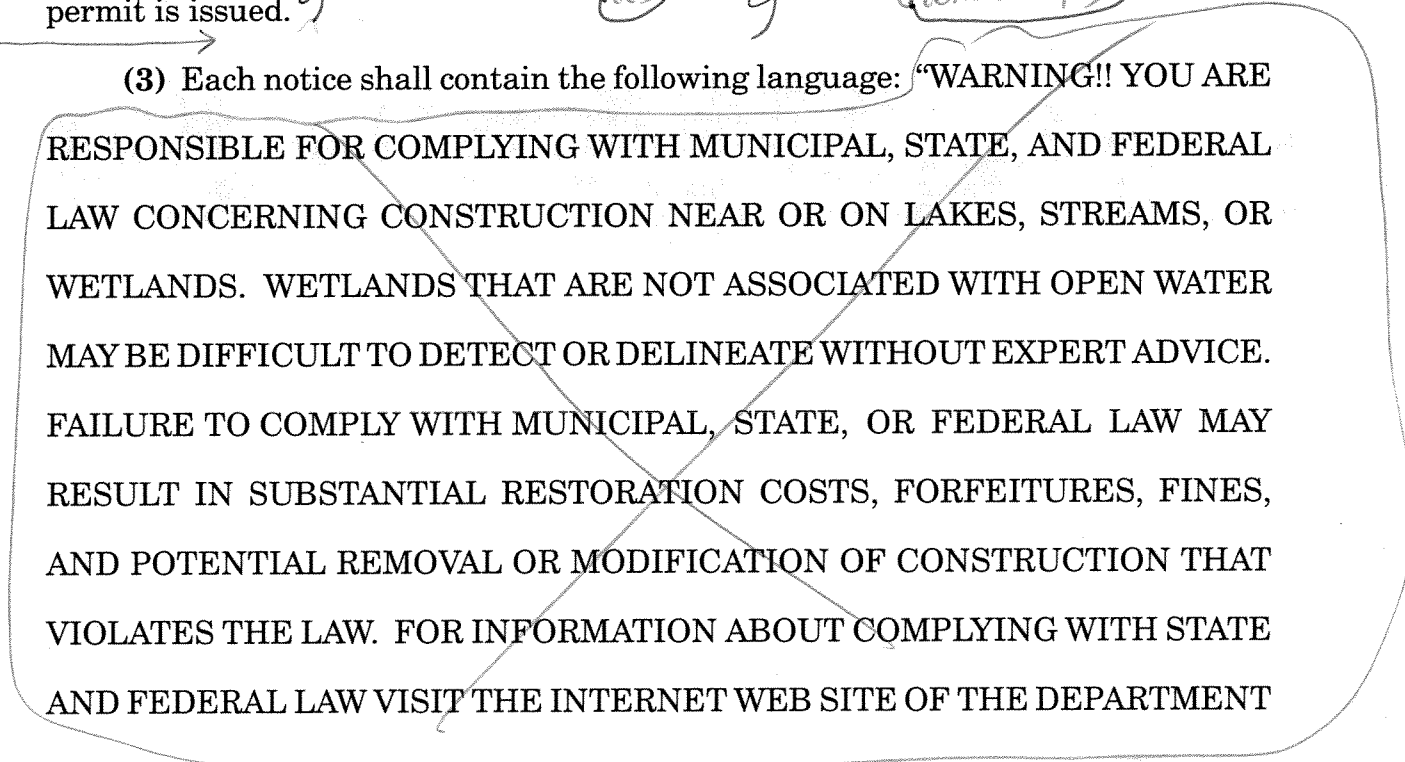 permit is issued.
(3) Each notice shall contain the following language: “WARNING!! YOU ARE
RESPONSIBLE FOR COMPLYING WITH MUNICIPAL, STATE, AND FEDERAL
LAW CONCERNING CONSTRUCTION NEAR OR ON LAKES, STREAMS, OR
WETLANDS. WETLANDS THAT ARE NOT ASSOCIATED WITH OPEN WATER
MAY BE DIFFICULT TO DETECT OR DELINEATE WITHOUT EXPERT ADVICE.
FAILURE TO COMPLY WITH MUNICIPAL, STATE, OR FEDERAL LAW MAY
RESULT IN SUBSTANTIAL RESTORATION COSTS, FORFEITURES, FINES,
AND POTENTIAL REMOVAL OR MODIFICATION OF CONSTRUCTION THAT
VIOLATES THE LAW. FOR INFORMATION ABOUT COMPLYING WITH STATE
AND FEDERAL LAW VISIT THE INTERNET WEB SITE OF THE DEPARTMENT